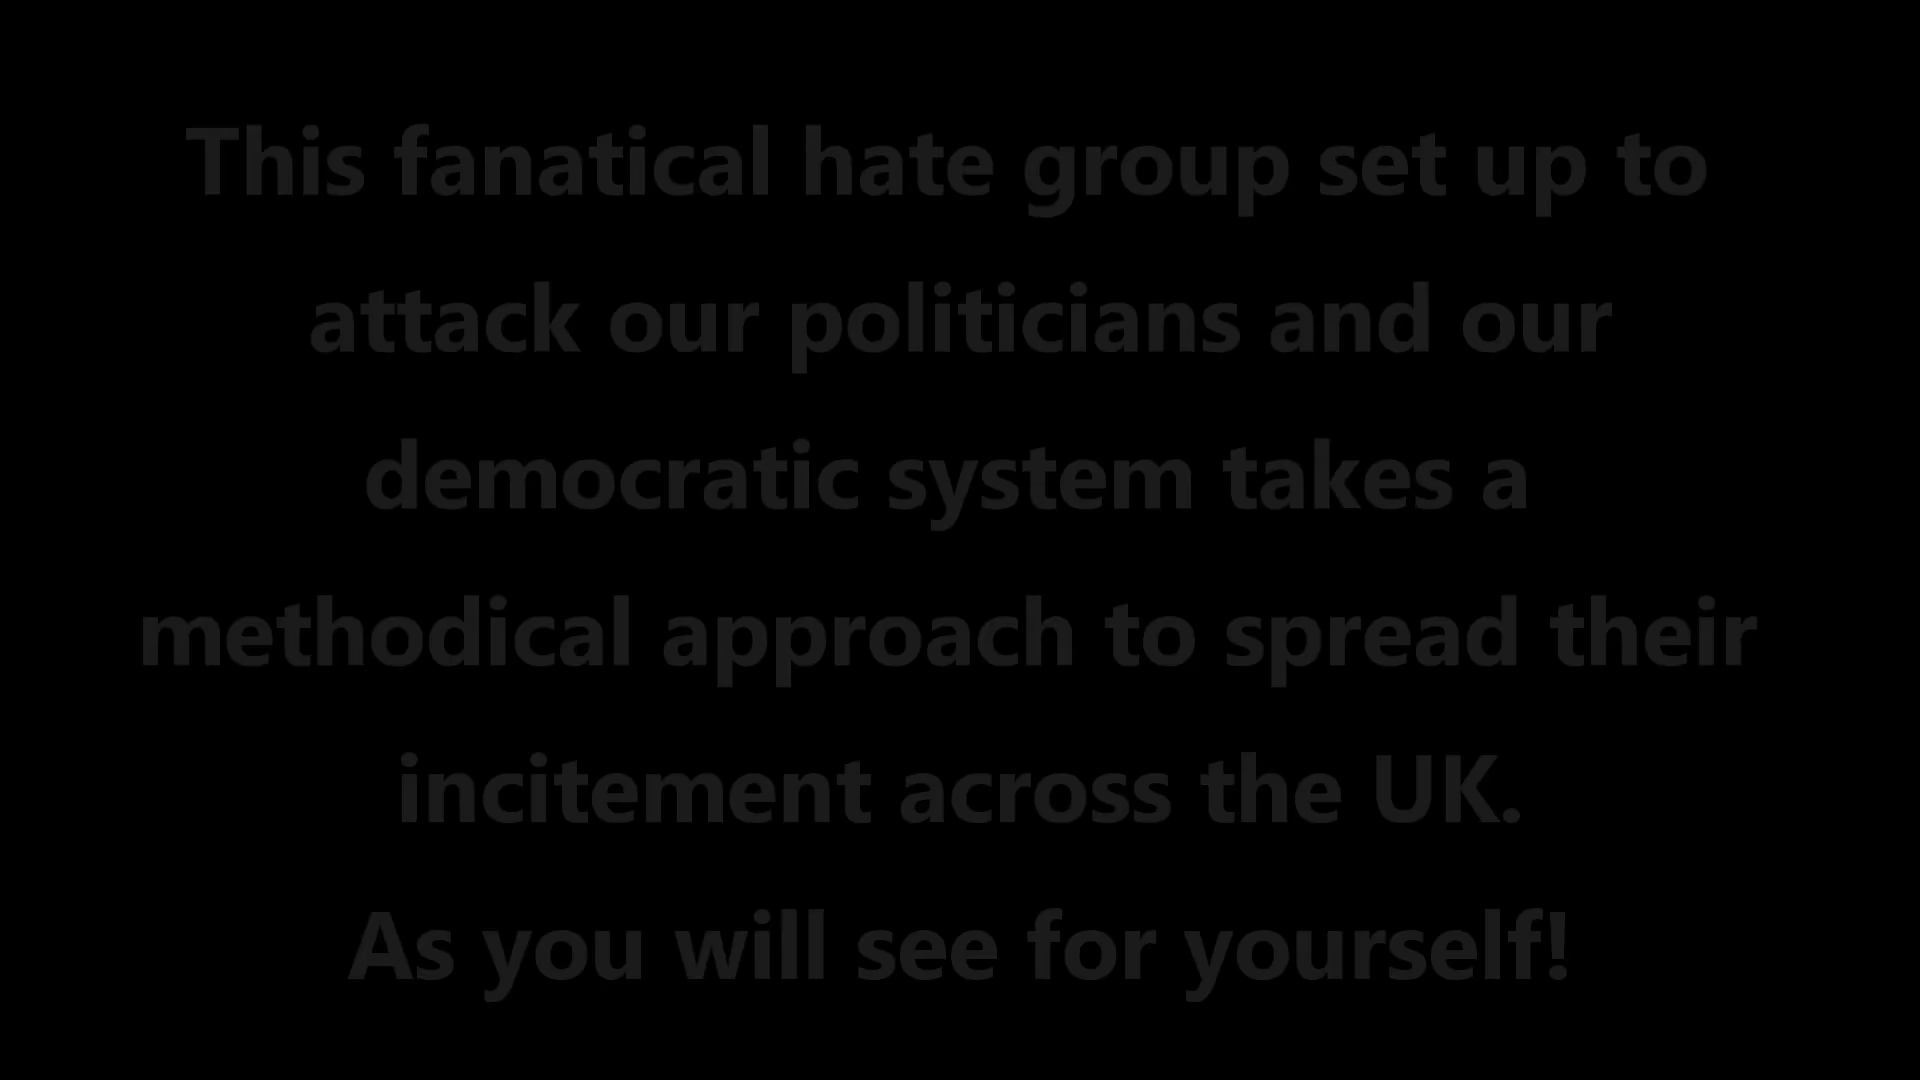 This fanatical hate group set up to
attack our politicians and our
democratic system takes a
methodical approach to spread their
incitement across the UK.
As you will see for yourself!